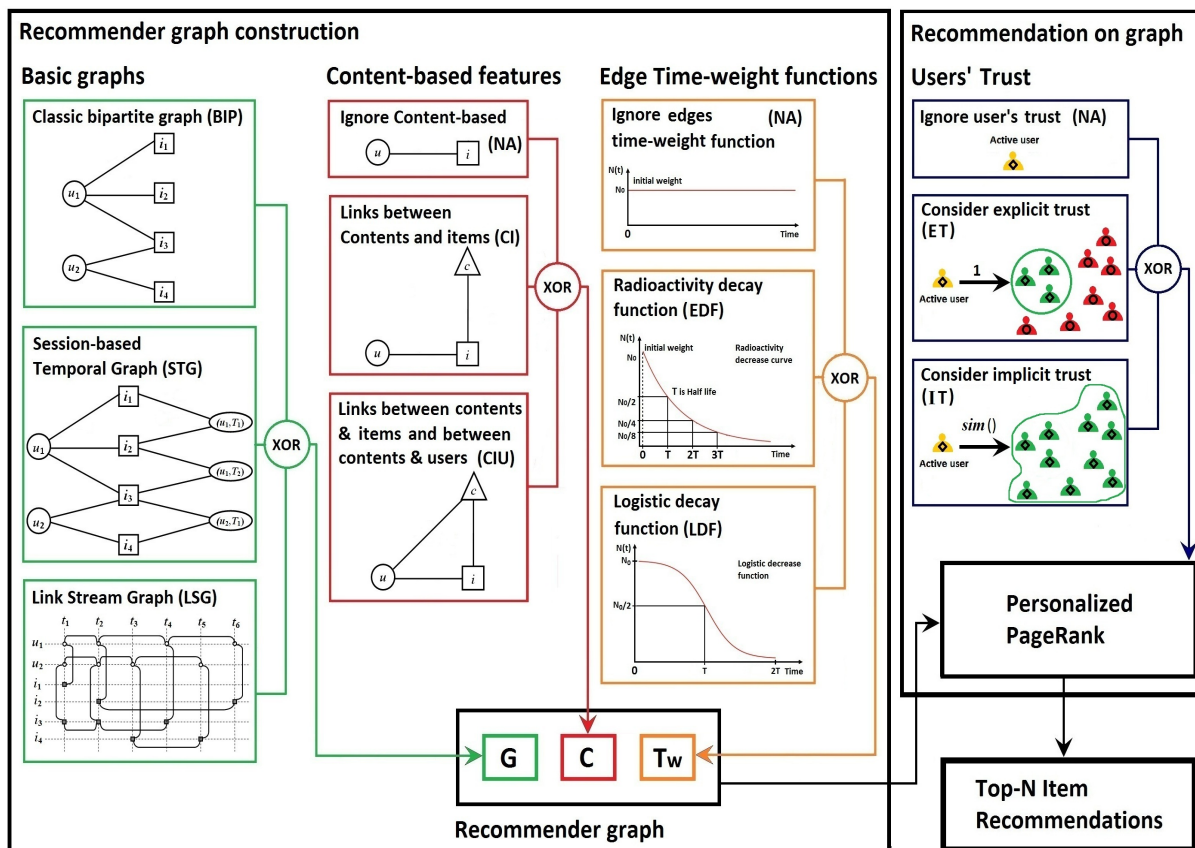 Recommender graph construction
Basic graphs
Classic bipartite graph (BIP)
i1
u1
i2
i3
u2
i4
Session-based
Temporal Graph (STG)
i1
(u1,T1)
u1
i2
(u1,T2)
i3
u2
(u2,T1)
i4
Link Stream Graph (LSG)
t1 t2 t3 t4 t5 t6
u1
u2
i1
i2
i3
i4
XOR
Content-based features
Ignore Content-based
(NA)
u i
Links between
Contents and items (CI)
c
u i
Links between contents
& items and between
contents & users (CIU)
c
u i
XOR
Edge Time-weight functions
Ignore edges (NA)
time-weight function
N(t)
initial weight
N0
0 Time
Radioactivity decay
function (EDF)
N(t)
initial weight
Radioactivity
decrease curve
N0
T is Half life
N0/2
N0/4
N0/8
0 T 2T 3T Time
Logistic decay
function (LDF)
N(t)
N0
Logistic decrease
function
N0/2
0 T 2T Time
XOR
G C Tw
Recommender graph
Recommendation on graph
Users' Trust
Ignore user's trust (NA)
Active user
Consider explicit trust
(ET)
1
Active user
Consider implicit trust
(IT)
sim()
Active user
XOR
Personalized
PageRank
Top-N Item
Recommendations